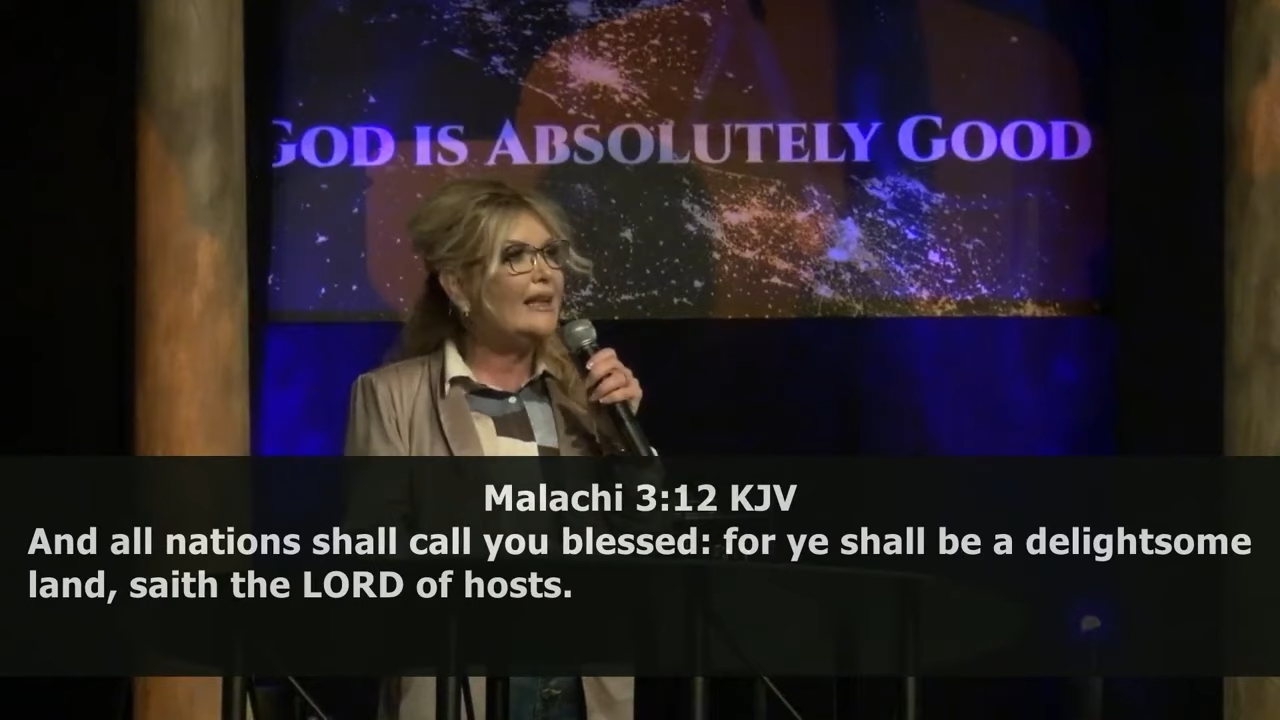 GOD IS ABSOLUTELY GOOD
Malachi 3:12 KJV
And all nations shall call you blessed: for ye shall be a delightsome
land, saith the LORD of hosts.